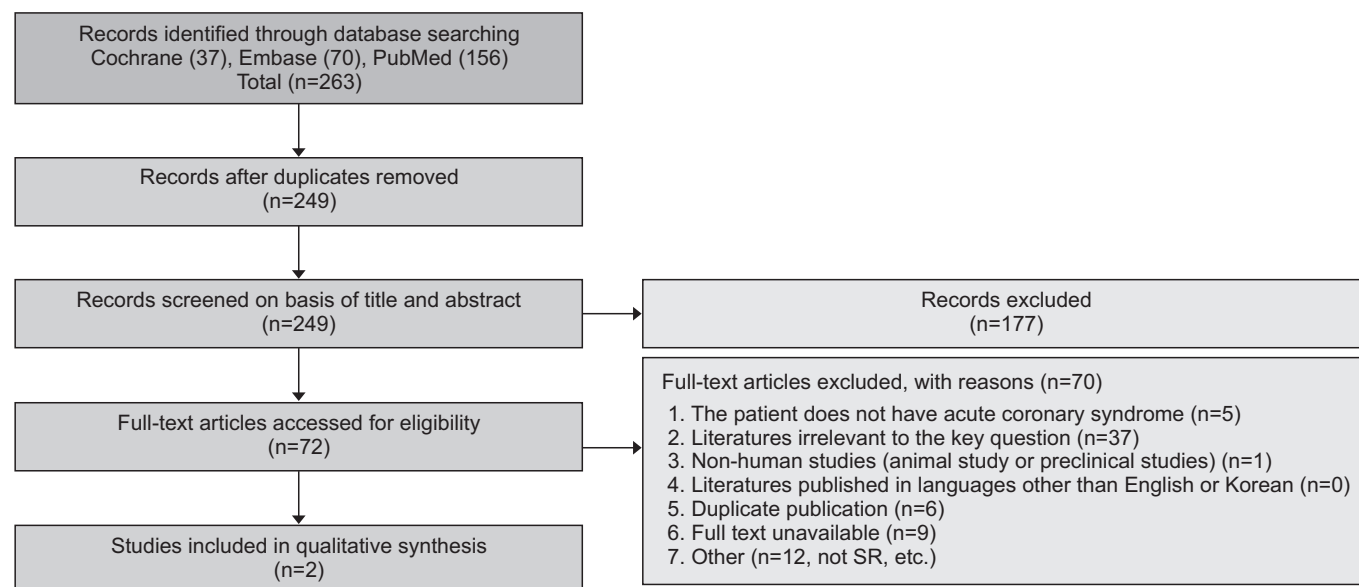 Records identified through database searching
Cochrane (37), Embase (70), PubMed (156)
Total (n=263)
Records after duplicates removed
(n=249)
Records screened on basis of title and abstract
(n=249)
Records excluded
(n=177)
Full-text articles accessed for eligibility
(n=72)
Full-text articles excluded, with reasons (n=70)
1. The patient does not have acute coronary syndrome (n=5)
2. Literatures irrelevant to the key question (n=37)
3. Non-human studies (animal study or preclinical studies) (n=1)
4. Literatures published in languages other than English or Korean (n=0)
5. Duplicate publication (n=6)
6. Full text unavailable (n=9)
7. Other (n=12, not SR, etc.)
Studies included in qualitative synthesis
(n=2)